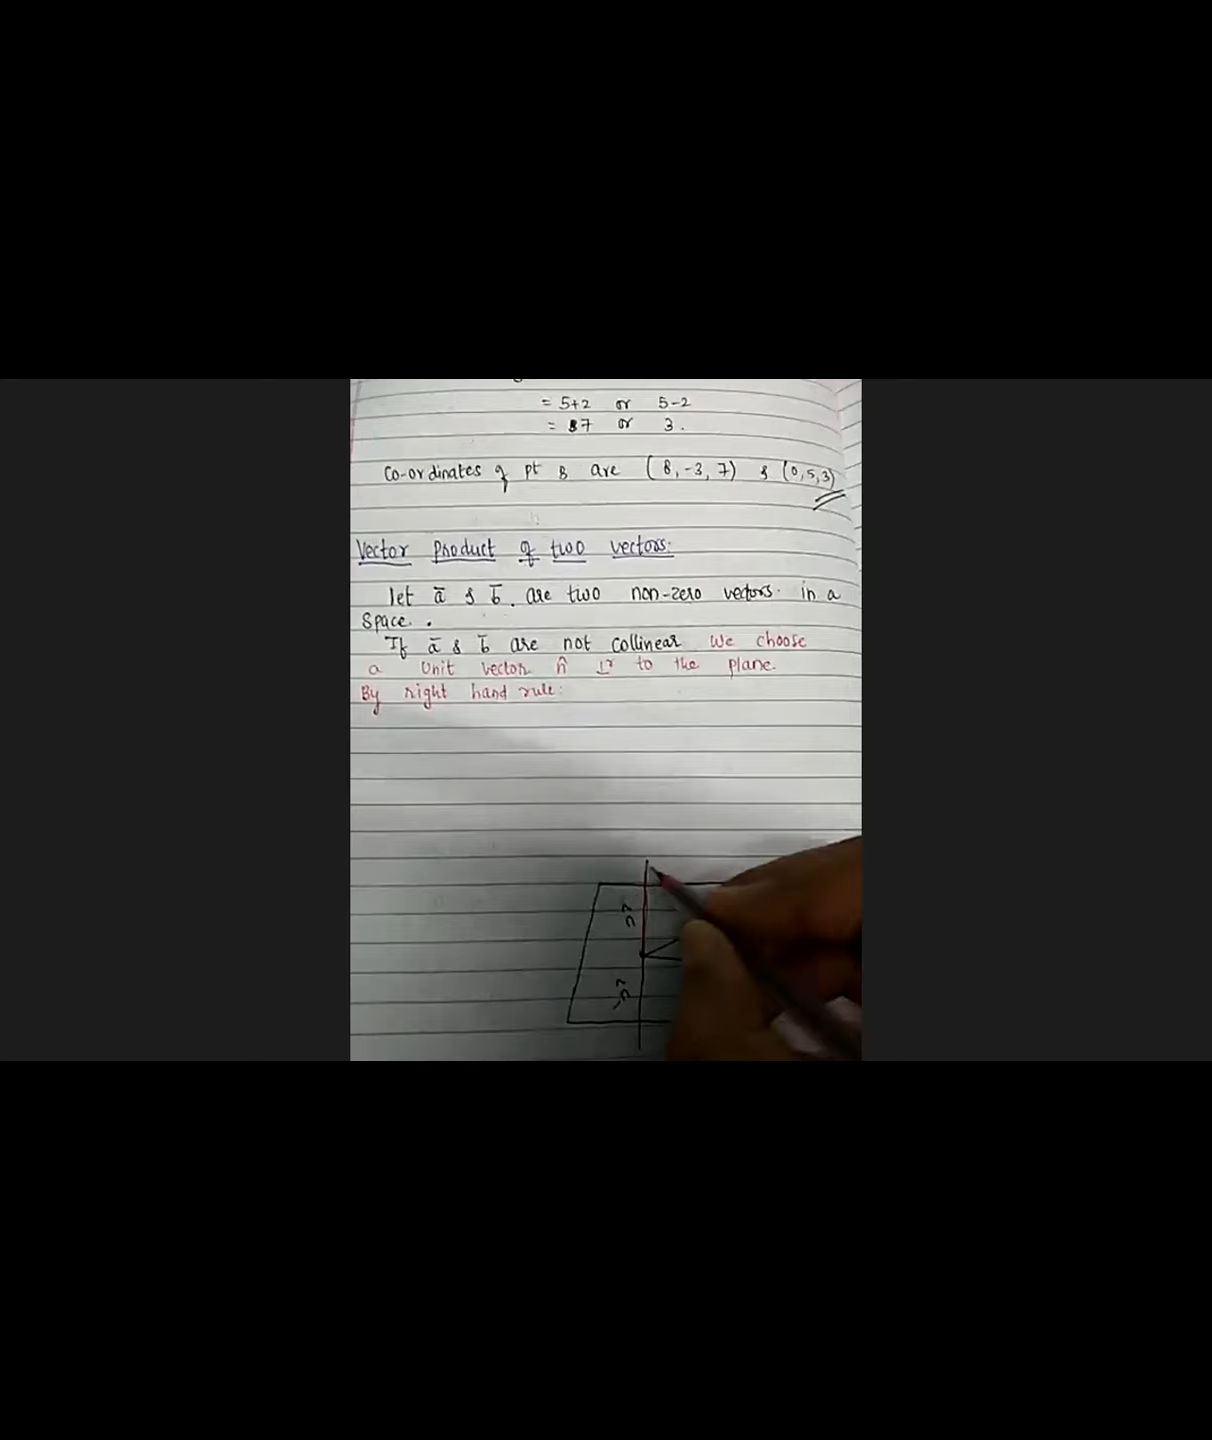 = 5+2 or 5-2
= 7 or 3.
Co-ordinates of pt B are (8, -3, 7) & (0, 5, 3)
Vector Product of two vectors:
let ā & b̄. are two non-zero vectors. in a
Space.
If ā & b̄ are not collinear we choose
a unit vector n̂ ⊥r to the plane.
By right hand rule:
n̂
-n̂